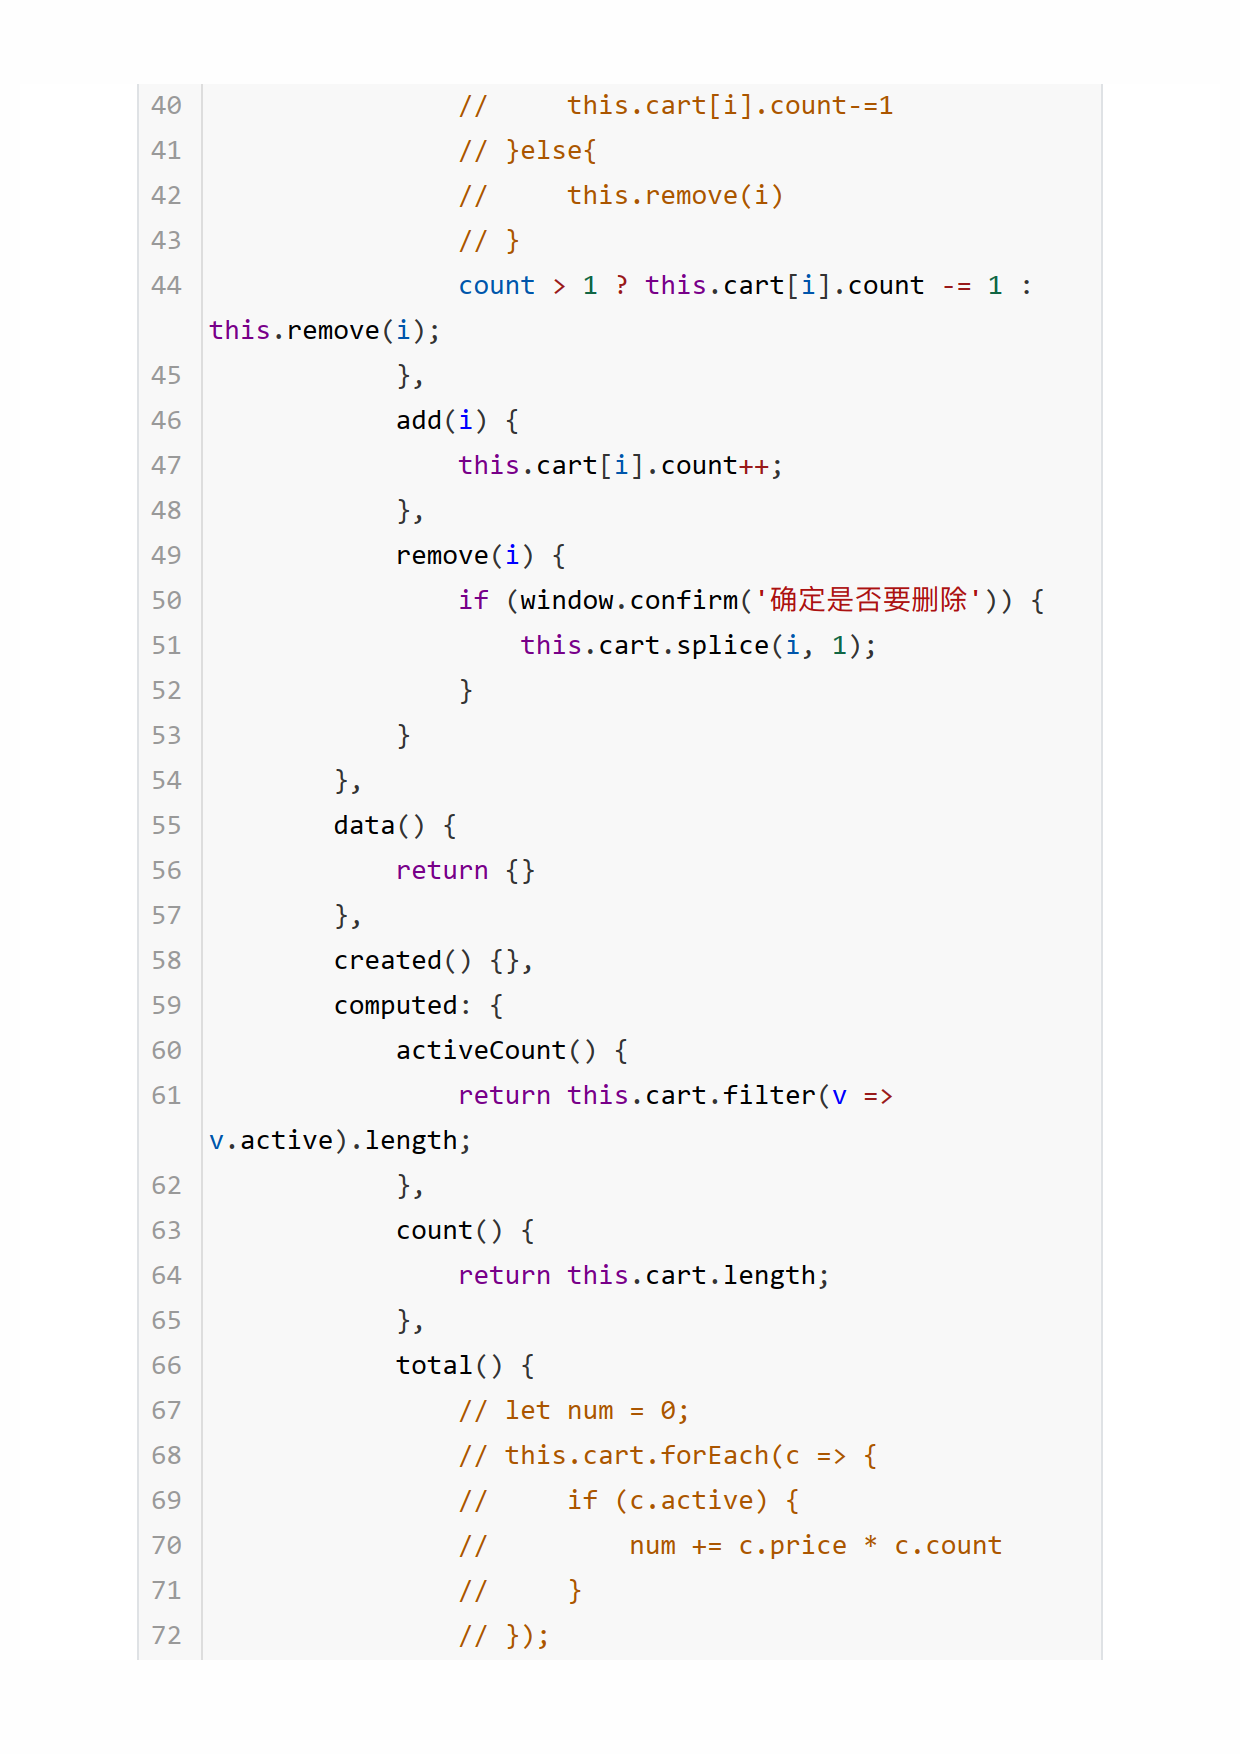 40                 //     this.cart[i].count-=1
41                 // }else{
42                 //     this.remove(i)
43                 // }
44                 count > 1 ? this.cart[i].count -= 1 :
this.remove(i);
45             },
46             add(i) {
47                 this.cart[i].count++;
48             },
49             remove(i) {
50                 if (window.confirm('确定是否要删除')) {
51                     this.cart.splice(i, 1);
52                 }
53             }
54         },
55         data() {
56             return {}
57         },
58         created() {},
59         computed: {
60             activeCount() {
61                 return this.cart.filter(v =>
v.active).length;
62             },
63             count() {
64                 return this.cart.length;
65             },
66             total() {
67                 // let num = 0;
68                 // this.cart.forEach(c => {
69                 //     if (c.active) {
70                 //         num += c.price * c.count
71                 //     }
72                 // });